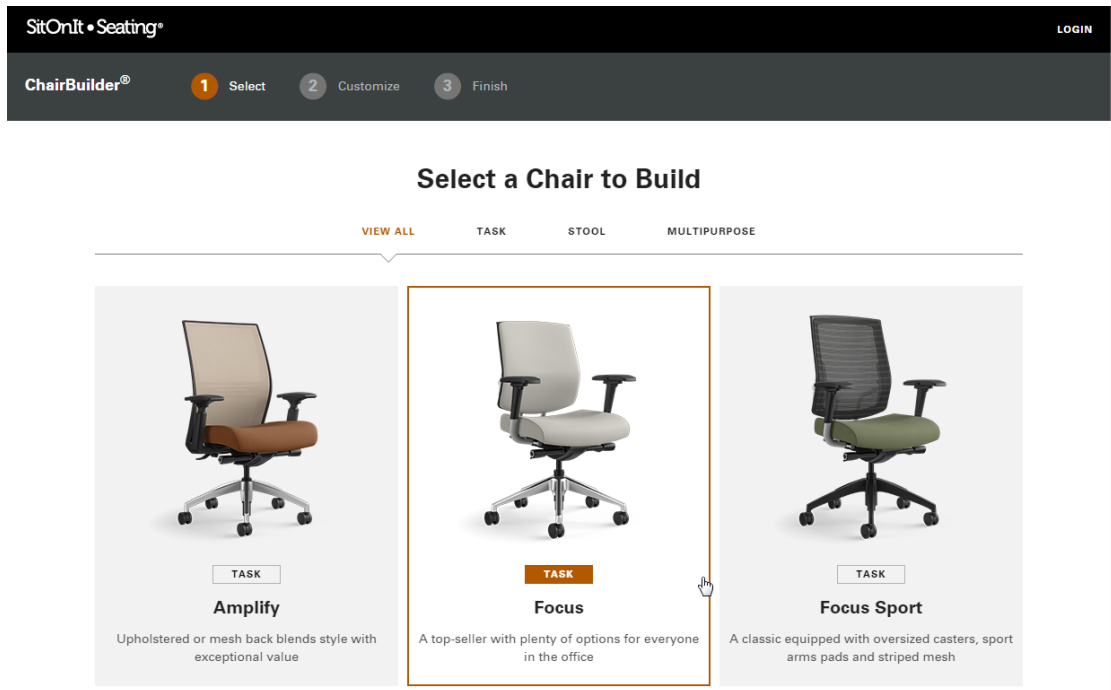 SitOnIt • Seating®
LOGIN
ChairBuilder®
1 Select
2 Customize
3 Finish
Select a Chair to Build
VIEW ALL
TASK
STOOL
MULTIPURPOSE
TASK
Amplify
Upholstered or mesh back blends style with
exceptional value
TASK
Focus
A top-seller with plenty of options for everyone
in the office
TASK
Focus Sport
A classic equipped with oversized casters, sport
arms pads and striped mesh